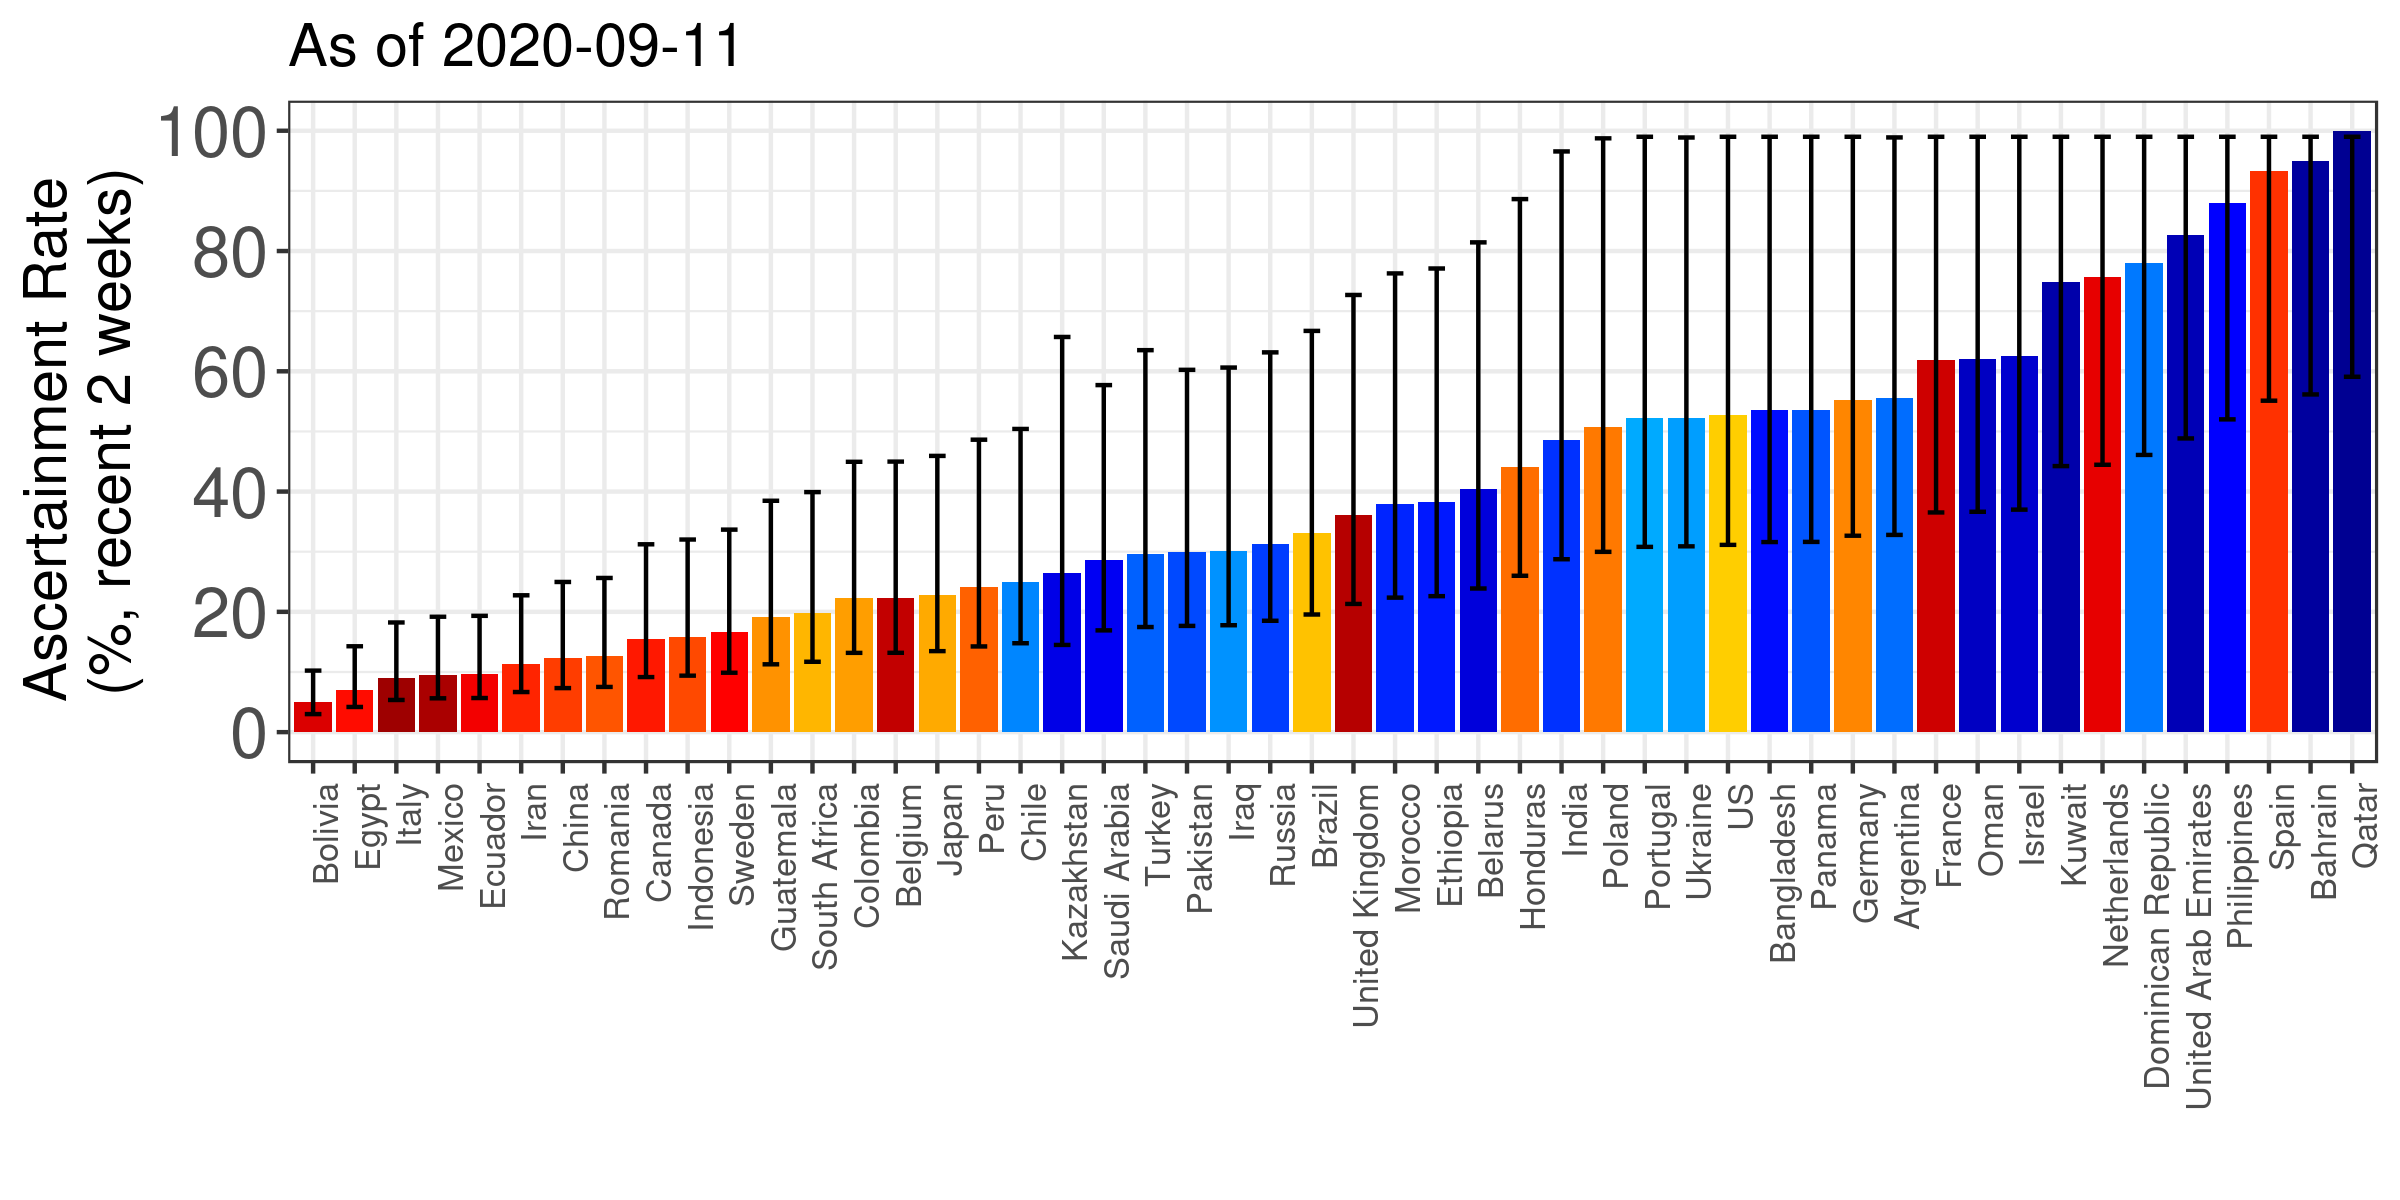 As of 2020-09-11
Ascertainment Rate
(%, recent 2 weeks)
100
80
60
40
20
0
Bolivia
Egypt
Italy
Mexico
Ecuador
Iran
China
Romania
Canada
Indonesia
Sweden
Guatemala
South Africa
Colombia
Belgium
Japan
Peru
Chile
Kazakhstan
Saudi Arabia
Turkey
Pakistan
Iraq
Russia
Brazil
United Kingdom
Morocco
Ethiopia
Belarus
Honduras
India
Poland
Portugal
Ukraine
US
Bangladesh
Panama
Germany
Argentina
France
Oman
Israel
Kuwait
Netherlands
Dominican Republic
United Arab Emirates
Philippines
Spain
Bahrain
Qatar